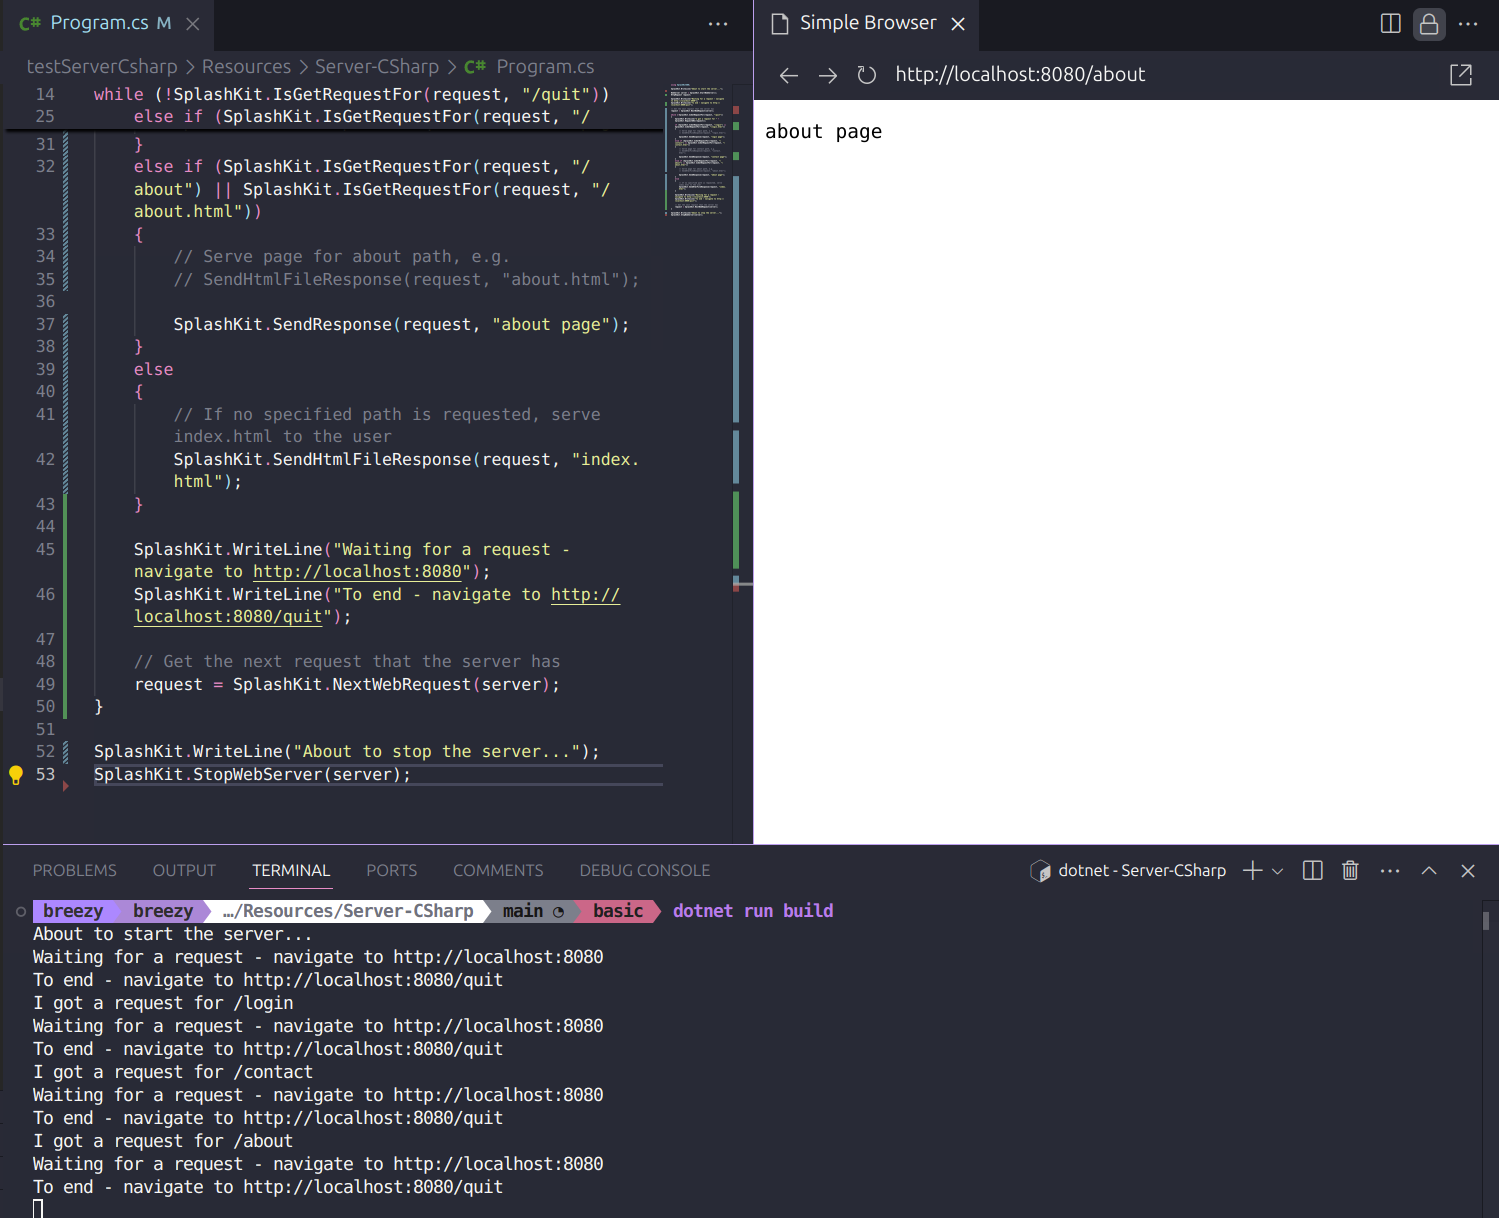 C# Program.cs M
testServerCsharp > Resources > Server-CSharp > C# Program.cs
14 while (!SplashKit.IsGetRequestFor(request, "/quit"))
25 else if (SplashKit.IsGetRequestFor(request, "/
31 }
32 else if (SplashKit.IsGetRequestFor(request, "/
about") || SplashKit.IsGetRequestFor(request, "/
about.html"))
33 {
34 // Serve page for about path, e.g.
35 // SendHtmlFileResponse(request, "about.html");
36
37 SplashKit.SendResponse(request, "about page");
38 }
39 else
40 {
41 // If no specified path is requested, serve
index.html to the user
42 SplashKit.SendHtmlFileResponse(request, "index.
html");
43 }
44
45 SplashKit.WriteLine("Waiting for a request -
navigate to http://localhost:8080");
46 SplashKit.WriteLine("To end - navigate to http://
localhost:8080/quit");
47
48 // Get the next request that the server has
49 request = SplashKit.NextWebRequest(server);
50 }
51
52 SplashKit.WriteLine("About to stop the server...");
53 SplashKit.StopWebServer(server);
Simple Browser
http://localhost:8080/about
about page
PROBLEMS OUTPUT TERMINAL PORTS COMMENTS DEBUG CONSOLE
dotnet - Server-CSharp
breezy breezy …/Resources/Server-CSharp main basic dotnet run build
About to start the server...
Waiting for a request - navigate to http://localhost:8080
To end - navigate to http://localhost:8080/quit
I got a request for /login
Waiting for a request - navigate to http://localhost:8080
To end - navigate to http://localhost:8080/quit
I got a request for /contact
Waiting for a request - navigate to http://localhost:8080
To end - navigate to http://localhost:8080/quit
I got a request for /about
Waiting for a request - navigate to http://localhost:8080
To end - navigate to http://localhost:8080/quit